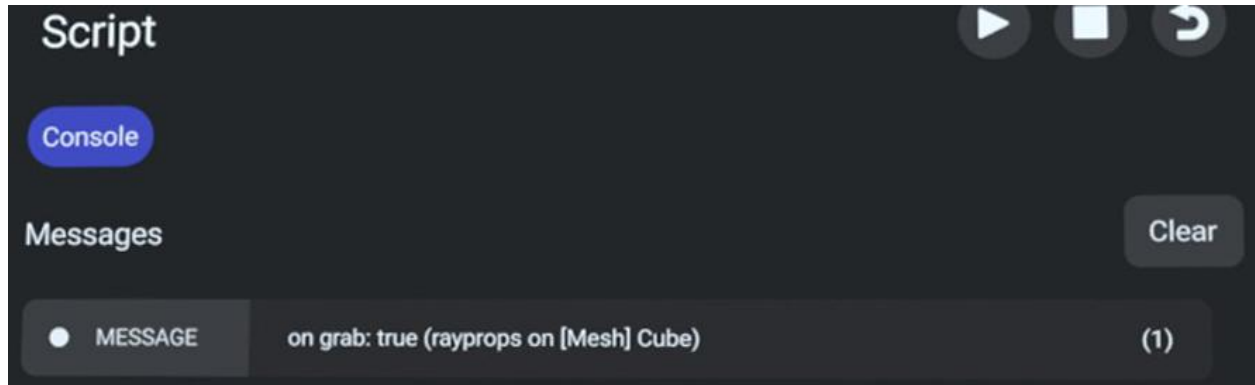 Script
Console
Messages
Clear
MESSAGE on grab: true (rayprops on [Mesh] Cube) (1)